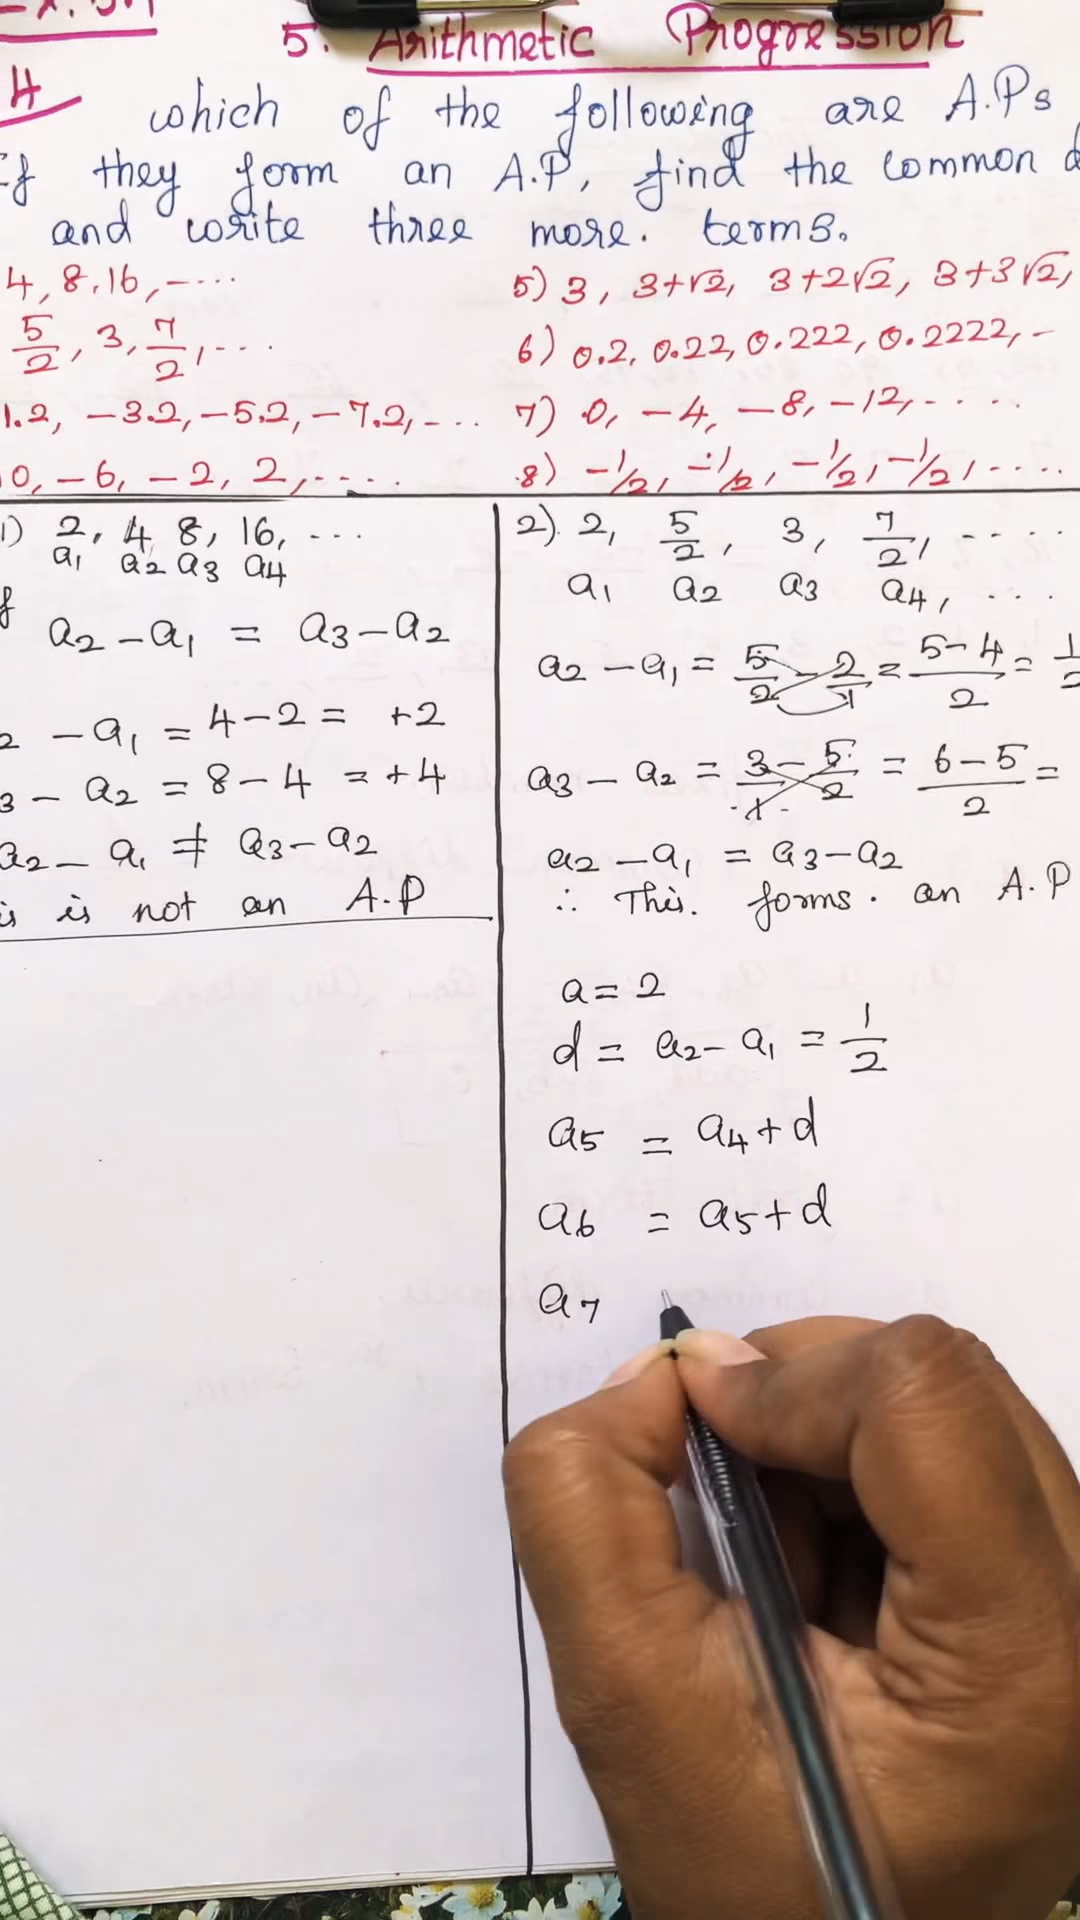 5. Arithmetic Progression
4 which of the following are A.Ps
If they form an A.P, find the common d
and write three more. terms.
4, 8, 16, -....
5/2, 3, 7/2, ...
1.2, -3.2, -5.2, -7.2, -...
0, -6, -2, 2, ....
5) 3, 3+√2, 3+2√2, 3+3√2,
6) 0.2, 0.22, 0.222, 0.2222, -
7) 0, -4, -8, -12, ....
8) -1/2, -1/2, -1/2, -1/2, ....
1) 2, 4, 8, 16, ...
a1 a2 a3 a4
a2 - a1 = a3 - a2
2 - a1 = 4 - 2 = +2
3 - a2 = 8 - 4 = +4
a2 - a1 ≠ a3 - a2
is is not an A.P
2). 2, 5/2, 3, 7/2, ....
a1 a2 a3 a4, ...
a2 - a1 = 5/2 - 2/1 = 5-4/2 = 1/2
a3 - a2 = 3/1 - 5/2 = 6-5/2 =
a2 - a1 = a3 - a2
∴ This. forms. an A.P
a = 2
d = a2 - a1 = 1/2
a5 = a4 + d
a6 = a5 + d
a7